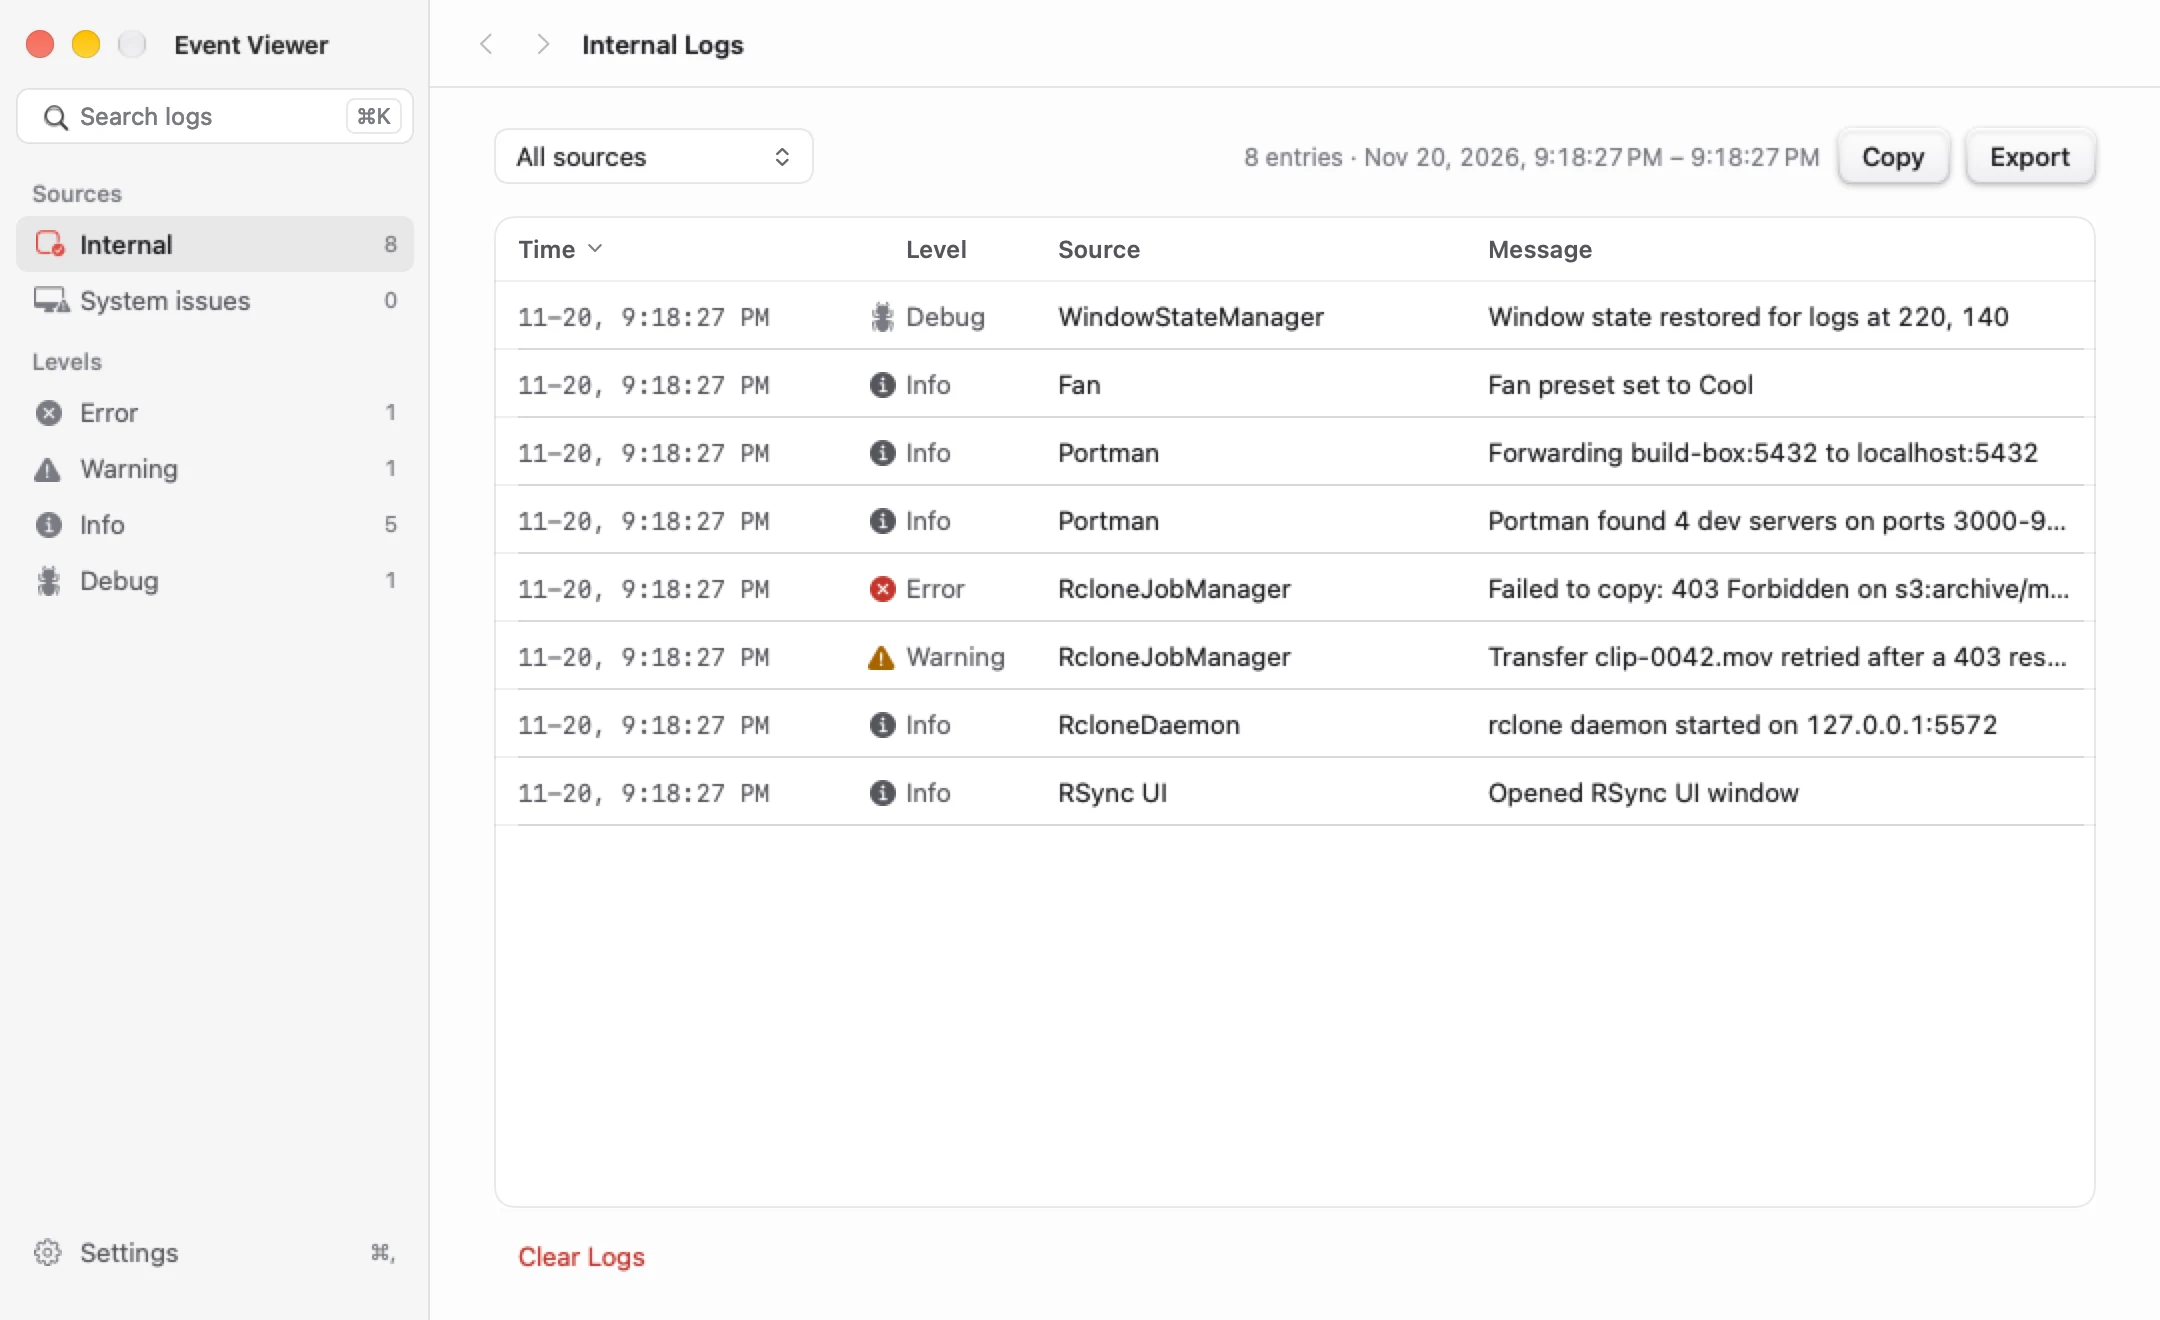 Event Viewer
Search logs ⌘K
Sources
Internal 8
System issues 0
Levels
Error 1
Warning 1
Info 5
Debug 1
Settings ⌘,
Internal Logs
All sources
8 entries · Nov 20, 2026, 9:18:27 PM – 9:18:27 PM
Copy
Export
Time Level Source Message
11–20, 9:18:27 PM Debug WindowStateManager Window state restored for logs at 220, 140
11–20, 9:18:27 PM Info Fan Fan preset set to Cool
11–20, 9:18:27 PM Info Portman Forwarding build-box:5432 to localhost:5432
11–20, 9:18:27 PM Info Portman Portman found 4 dev servers on ports 3000-9...
11–20, 9:18:27 PM Error RcloneJobManager Failed to copy: 403 Forbidden on s3:archive/m...
11–20, 9:18:27 PM Warning RcloneJobManager Transfer clip-0042.mov retried after a 403 res...
11–20, 9:18:27 PM Info RcloneDaemon rclone daemon started on 127.0.0.1:5572
11–20, 9:18:27 PM Info RSync UI Opened RSync UI window
Clear Logs